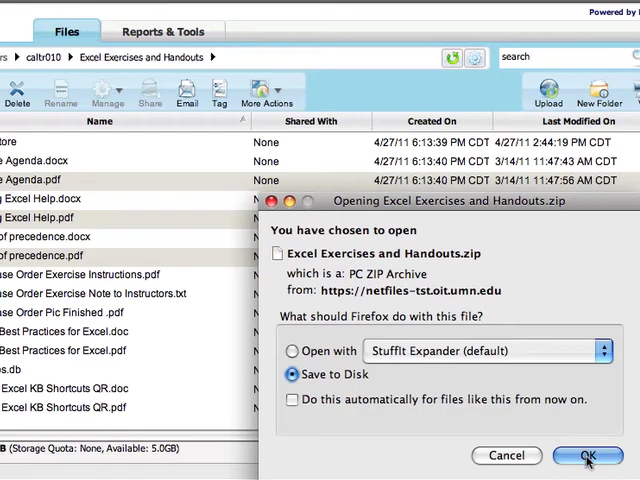 Powered by
Files
Reports & Tools
caltr010
Excel Exercises and Handouts
search
Delete
Rename
Manage
Share
Email
Tag
More Actions
Upload
New Folder
Name
Shared With
Created On
Last Modified On
tore
None
4/27/11 6:13:39 PM CDT
4/27/11 2:44:19 PM CDT
e Agenda.docx
None
4/27/11 6:13:40 PM CDT
3/14/11 11:47:43 AM CDT
e Agenda.pdf
None
4/27/11 6:13:40 PM CDT
3/14/11 11:47:56 AM CDT
g Excel Help.docx
Excel Help.pdf
of precedence.docx
of precedence.pdf
ase Order Exercise Instructions.pdf
ase Order Exercise Note to Instructors.txt
ase Order Pic Finished .pdf
Best Practices for Excel.doc
Best Practices for Excel.pdf
s.db
Excel KB Shortcuts QR.doc
Excel KB Shortcuts QR.pdf
B (Storage Quota: None, Available: 5.0GB)
Opening Excel Exercises and Handouts.zip
You have chosen to open
Excel Exercises and Handouts.zip
which is a: PC ZIP Archive
from: https://netfiles-tst.oit.umn.edu
What should Firefox do with this file?
Open with
StuffIt Expander (default)
Save to Disk
Do this automatically for files like this from now on.
Cancel
OK